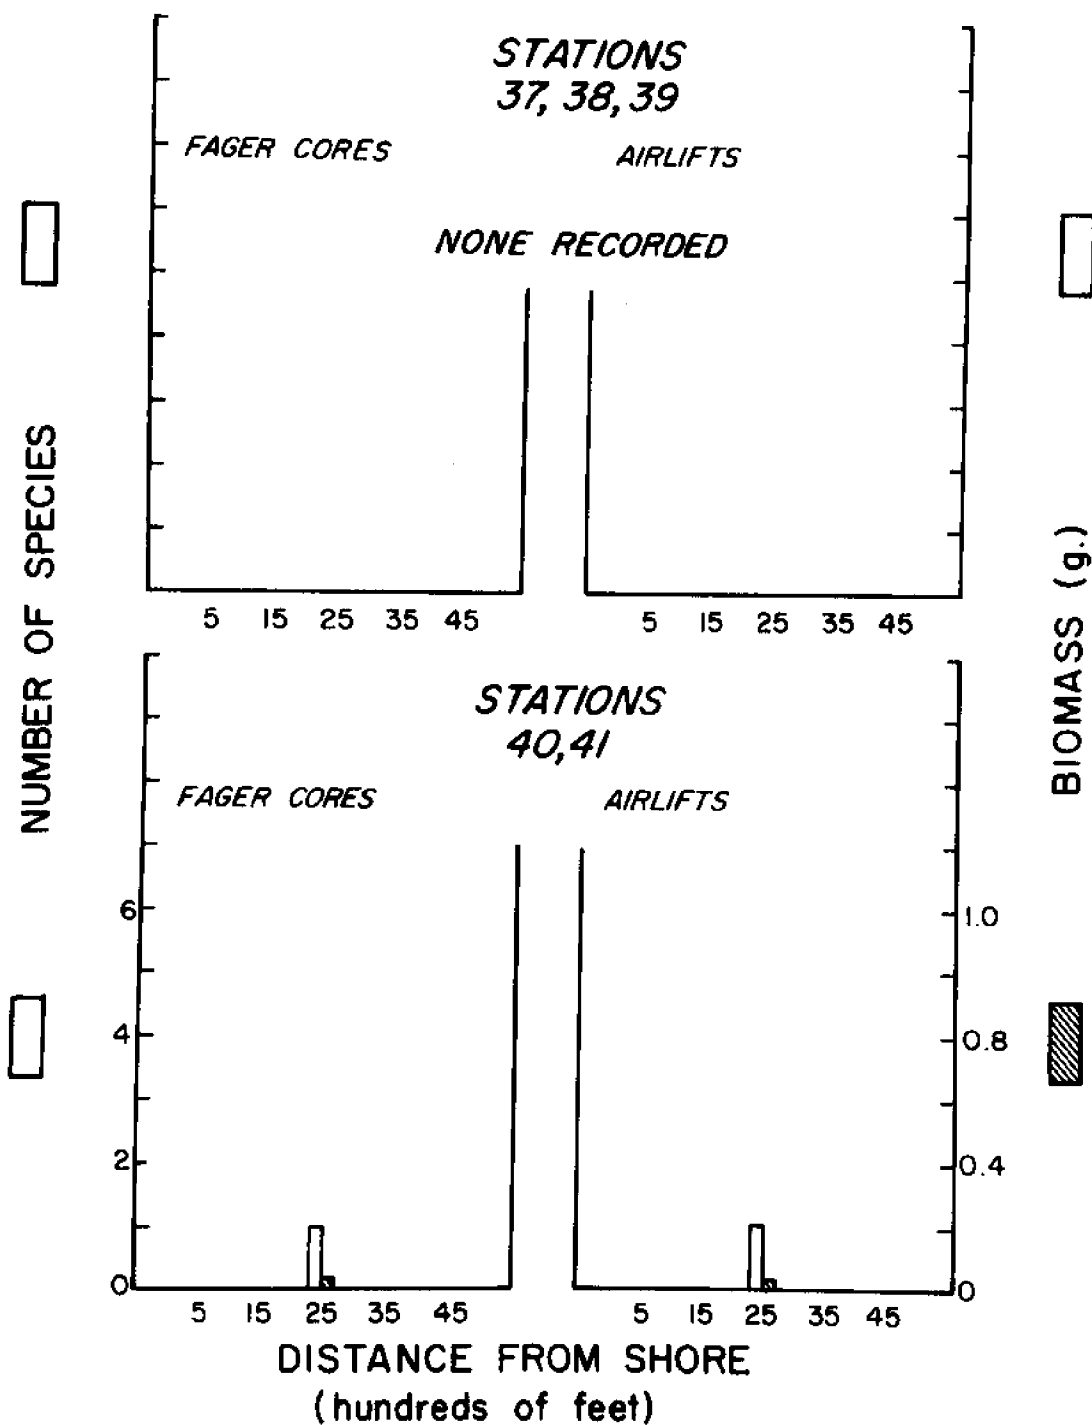 STATIONS
37, 38, 39
FAGER CORES
AIRLIFTS
NONE RECORDED
5 15 25 35 45
5 15 25 35 45
NUMBER OF SPECIES
BIOMASS (g.)
STATIONS
40,41
FAGER CORES
AIRLIFTS
6
4
2
0
1.0
0.8
0.4
0
5 15 25 35 45
5 15 25 35 45
DISTANCE FROM SHORE
(hundreds of feet)